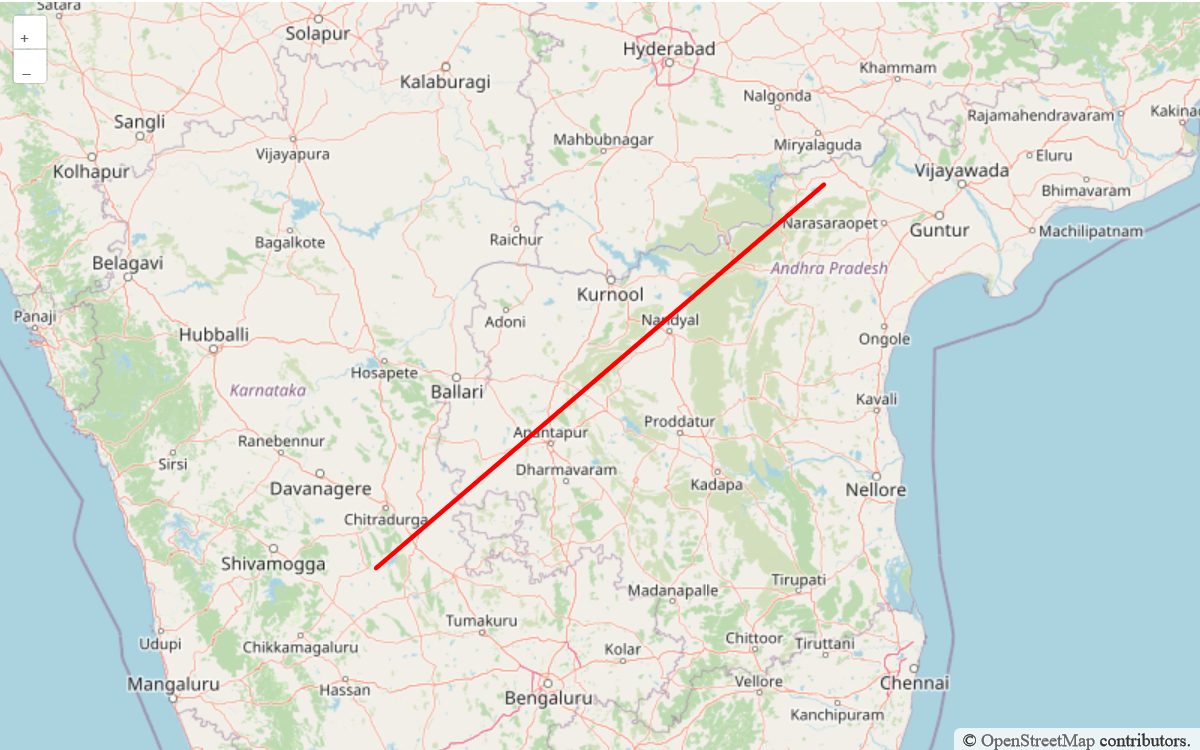 Satara
Solapur
+
–
Hyderabad
Khammam
Kalaburagi
Nalgonda
Rajamahendravaram
Sangli
Mahbubnagar
Miryalaguda
Vijayapura
Eluru
Kolhapur
Vijayawada
Bhimavaram
Narasaraopet
Guntur
Machilipatnam
Bagalkote
Raichur
Belagavi
Andhra Pradesh
Kurnool
Panaji
Adoni
Nandyal
Hubballi
Ongole
Hosapete
Karnataka
Ballari
Kavali
Proddatur
Anantapur
Ranebennur
Sirsi
Dharmavaram
Davanagere
Kadapa
Nellore
Chitradurga
Shivamogga
Tirupati
Madanapalle
Tumakuru
Udupi
Chikkamagaluru
Chittoor
Tiruttani
Kolar
Mangaluru
Hassan
Vellore
Chennai
Bengaluru
Kanchipuram
© OpenStreetMap contributors.